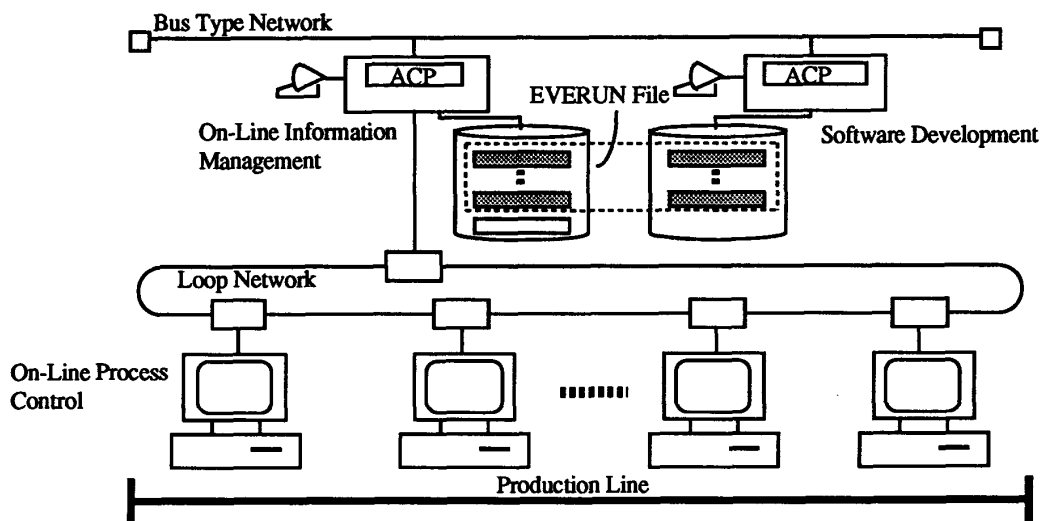 Bus Type Network
ACP
ACP
EVERUN File
On-Line Information
Management
Software Development
Loop Network
On-Line Process
Control
Production Line